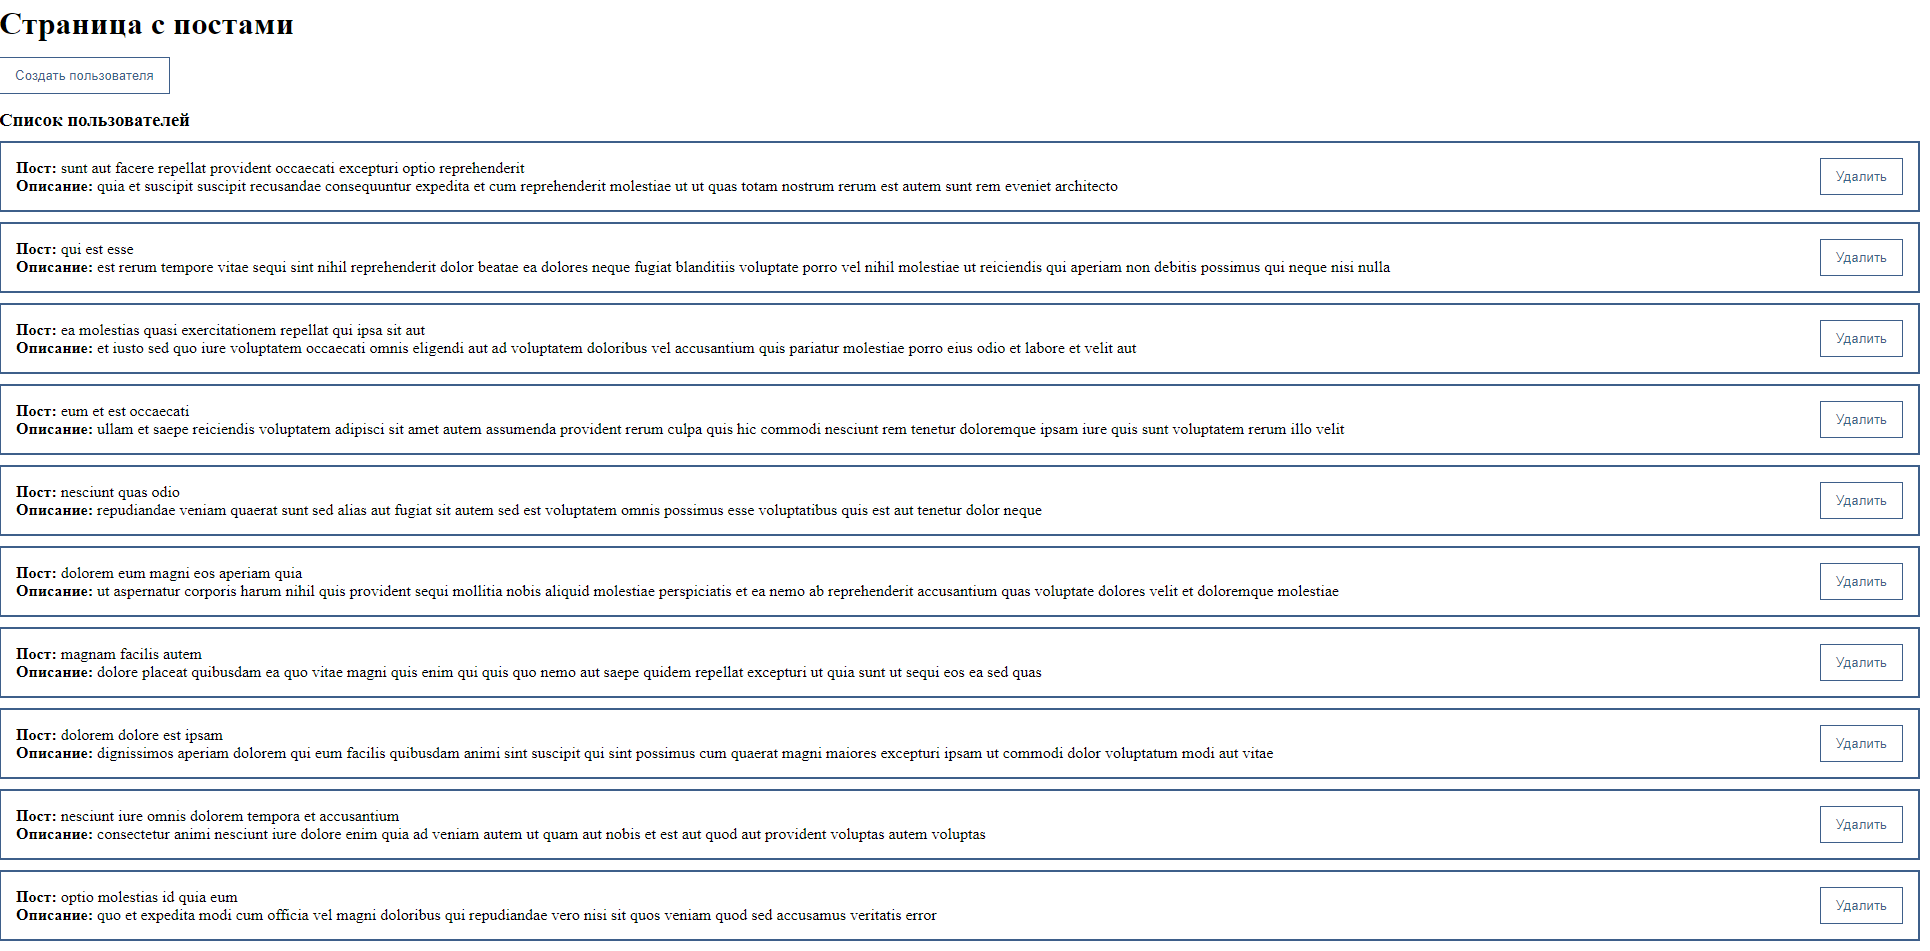 Страница с постами
Создать пользователя
Список пользователей
Пост: sunt aut facere repellat provident occaecati excepturi optio reprehenderit
Описание: quia et suscipit suscipit recusandae consequuntur expedita et cum reprehenderit molestiae ut ut quas totam nostrum rerum est autem sunt rem eveniet architecto
Удалить
Пост: qui est esse
Описание: est rerum tempore vitae sequi sint nihil reprehenderit dolor beatae ea dolores neque fugiat blanditiis voluptate porro vel nihil molestiae ut reiciendis qui aperiam non debitis possimus qui neque nisi nulla
Удалить
Пост: ea molestias quasi exercitationem repellat qui ipsa sit aut
Описание: et iusto sed quo iure voluptatem occaecati omnis eligendi aut ad voluptatem doloribus vel accusantium quis pariatur molestiae porro eius odio et labore et velit aut
Удалить
Пост: eum et est occaecati
Описание: ullam et saepe reiciendis voluptatem adipisci sit amet autem assumenda provident rerum culpa quis hic commodi nesciunt rem tenetur doloremque ipsam iure quis sunt voluptatem rerum illo velit
Удалить
Пост: nesciunt quas odio
Описание: repudiandae veniam quaerat sunt sed alias aut fugiat sit autem sed est voluptatem omnis possimus esse voluptatibus quis est aut tenetur dolor neque
Удалить
Пост: dolorem eum magni eos aperiam quia
Описание: ut aspernatur corporis harum nihil quis provident sequi mollitia nobis aliquid molestiae perspiciatis et ea nemo ab reprehenderit accusantium quas voluptate dolores velit et doloremque molestiae
Удалить
Пост: magnam facilis autem
Описание: dolore placeat quibusdam ea quo vitae magni quis enim qui quis quo nemo aut saepe quidem repellat excepturi ut quia sunt ut sequi eos ea sed quas
Удалить
Пост: dolorem dolore est ipsam
Описание: dignissimos aperiam dolorem qui eum facilis quibusdam animi sint suscipit qui sint possimus cum quaerat magni maiores excepturi ipsam ut commodi dolor voluptatum modi aut vitae
Удалить
Пост: nesciunt iure omnis dolorem tempora et accusantium
Описание: consectetur animi nesciunt iure dolore enim quia ad veniam autem ut quam aut nobis et est aut quod aut provident voluptas autem voluptas
Удалить
Пост: optio molestias id quia eum
Описание: quo et expedita modi cum officia vel magni doloribus qui repudiandae vero nisi sit quos veniam quod sed accusamus veritatis error
Удалить